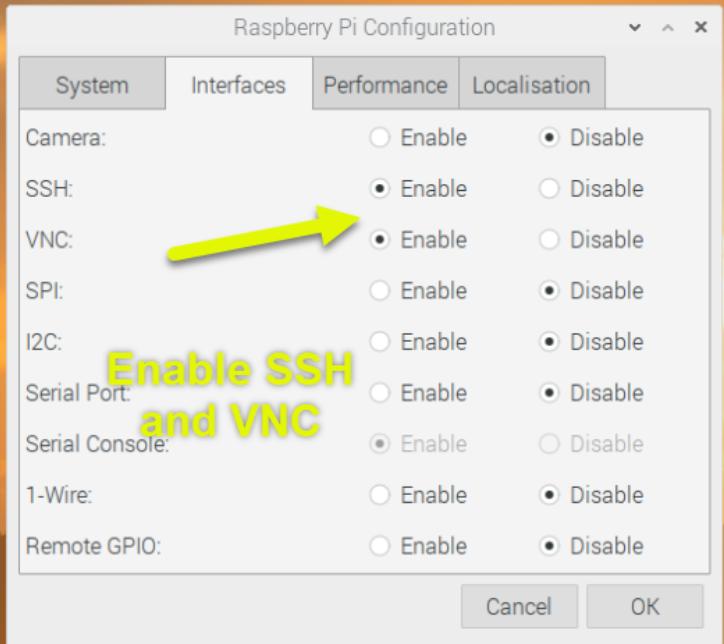 Raspberry Pi Configuration
System Interfaces Performance Localisation
Camera: Enable Disable
SSH: Enable Disable
VNC: Enable Disable
SPI: Enable Disable
I2C: Enable Disable
Enable SSH
Serial Port: Enable Disable
and VNC
Serial Console: Enable Disable
1-Wire: Enable Disable
Remote GPIO: Enable Disable
Cancel OK